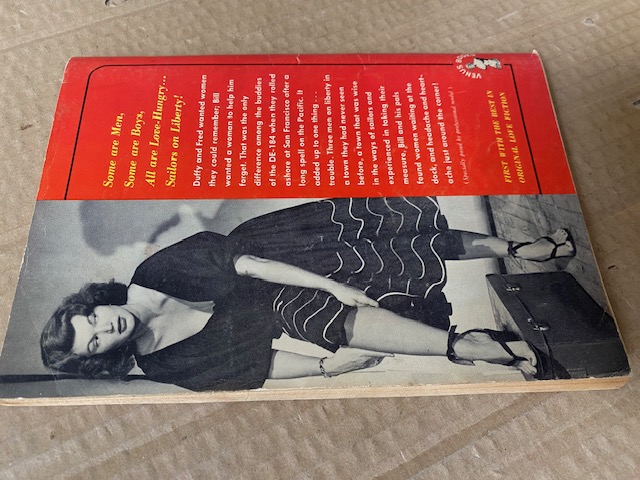 Some are Men,
Some are Boys,
All are Love-Hungry...
Sailors on Liberty!
Duffy and Fred wanted women
they could remember; Bill
wanted a woman to help him
forget. That was the only
difference among the buddies
of the DE-184 when they rolled
ashore at San Francisco after a
long spell on the Pacific. It
added up to one thing ...
trouble. Three men on liberty in
a town they had never seen
before, a town that was wise
in the ways of sailors and
experienced in taking their
measure. Bill and his pals
found women waiting at the
dock, and headache and heart-
ache just around the corner!
( Specially posed by professional models )
FIRST WITH THE BEST IN
ORIGINAL LOVE FICTION
VENUS BOOKS